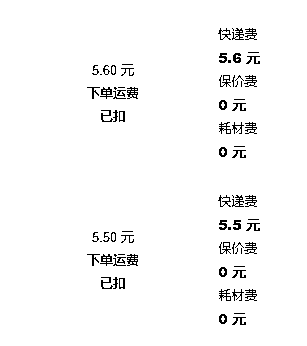 5.60 元
下单运费
已扣
快递费
5.6 元
保价费
0 元
耗材费
0 元
5.50 元
下单运费
已扣
快递费
5.5 元
保价费
0 元
耗材费
0 元